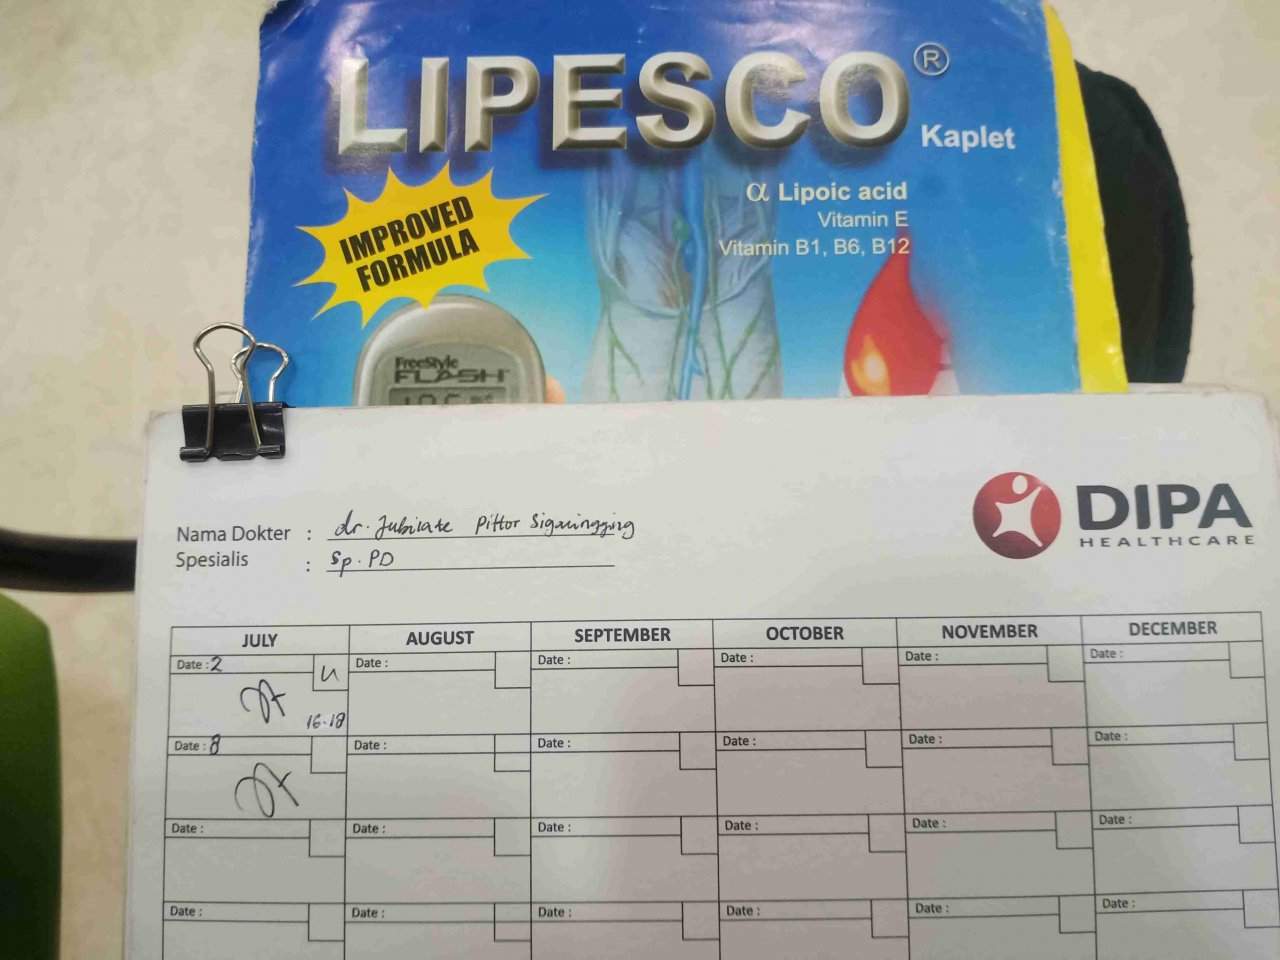 LIPESCO®
Kaplet
α Lipoic acid
Vitamin E
Vitamin B1, B6, B12
IMPROVED
FORMULA
FreeStyle
FLASH
DIPA
HEALTHCARE
Nama Dokter : dr. Jubilate Pittor Sigalingging
Spesialis : Sp. PD
JULY AUGUST SEPTEMBER OCTOBER NOVEMBER DECEMBER
Date : 2 Date : Date : Date : Date : Date :
16-18
Date : 8 Date : Date : Date : Date : Date :
Date : Date : Date : Date : Date : Date :
Date : Date : Date : Date : Date : Date :